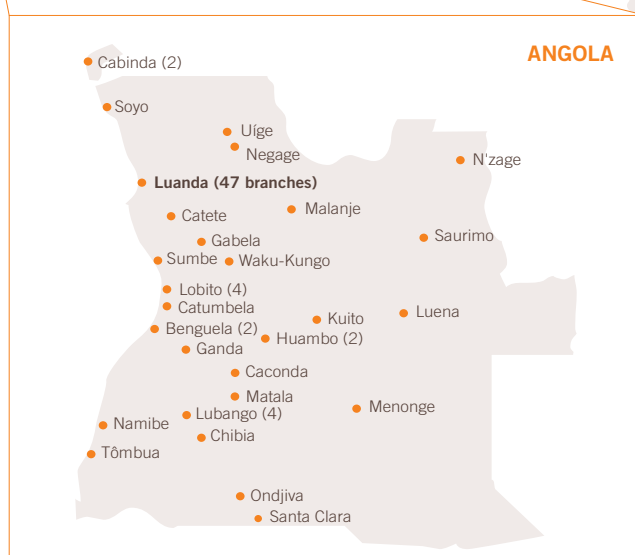 ANGOLA
Cabinda (2)
Soyo
Uíge
Negage
N'zage
Luanda (47 branches)
Malanje
Catete
Saurimo
Gabela
Sumbe
Waku-Kungo
Lobito (4)
Catumbela
Luena
Kuito
Benguela (2)
Huambo (2)
Ganda
Caconda
Matala
Menonge
Lubango (4)
Namibe
Chibia
Tômbua
Ondjiva
Santa Clara